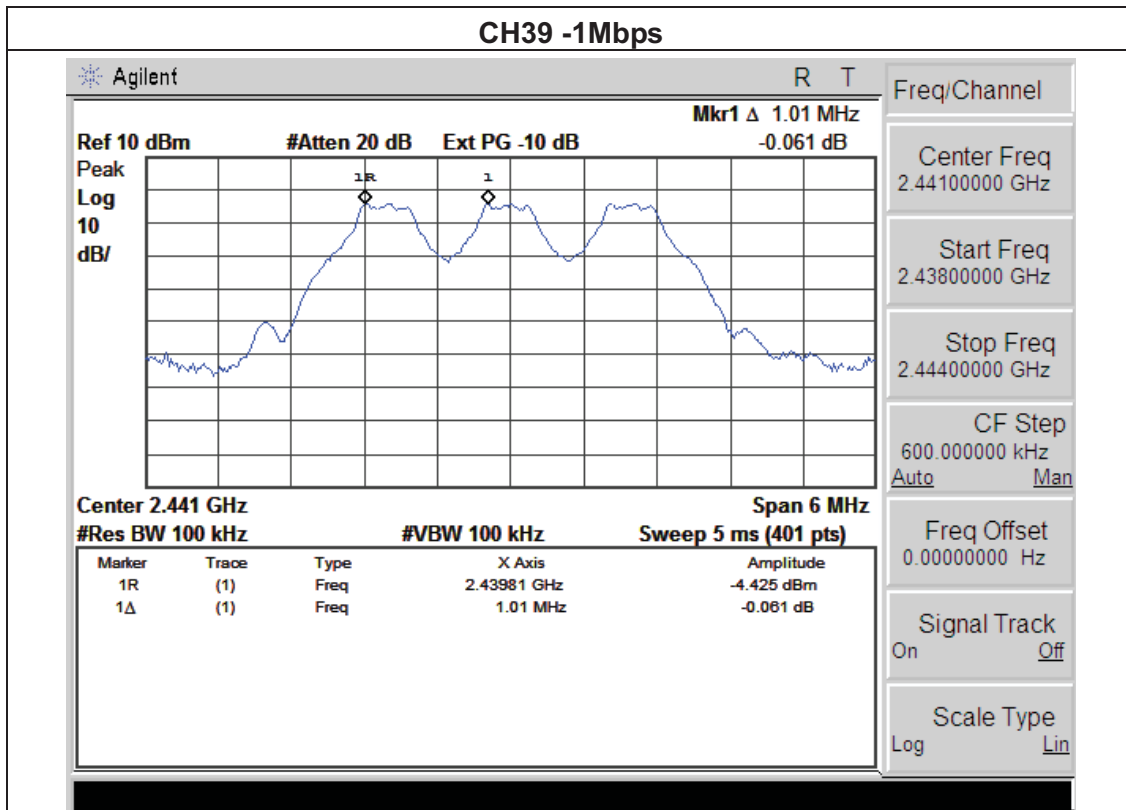 CH39 -1Mbps
Agilent
R T
Mkr1 Δ 1.01 MHz
Ref 10 dBm #Atten 20 dB Ext PG -10 dB -0.061 dB
Peak
Log
10
dB/
1R
1
Center 2.441 GHz Span 6 MHz
#Res BW 100 kHz #VBW 100 kHz Sweep 5 ms (401 pts)
Marker Trace Type X Axis Amplitude
1R (1) Freq 2.43981 GHz -4.425 dBm
1Δ (1) Freq 1.01 MHz -0.061 dB
Freq/Channel
Center Freq
2.44100000 GHz
Start Freq
2.43800000 GHz
Stop Freq
2.44400000 GHz
CF Step
600.000000 kHz
Auto Man
Freq Offset
0.00000000 Hz
Signal Track
On Off
Scale Type
Log Lin